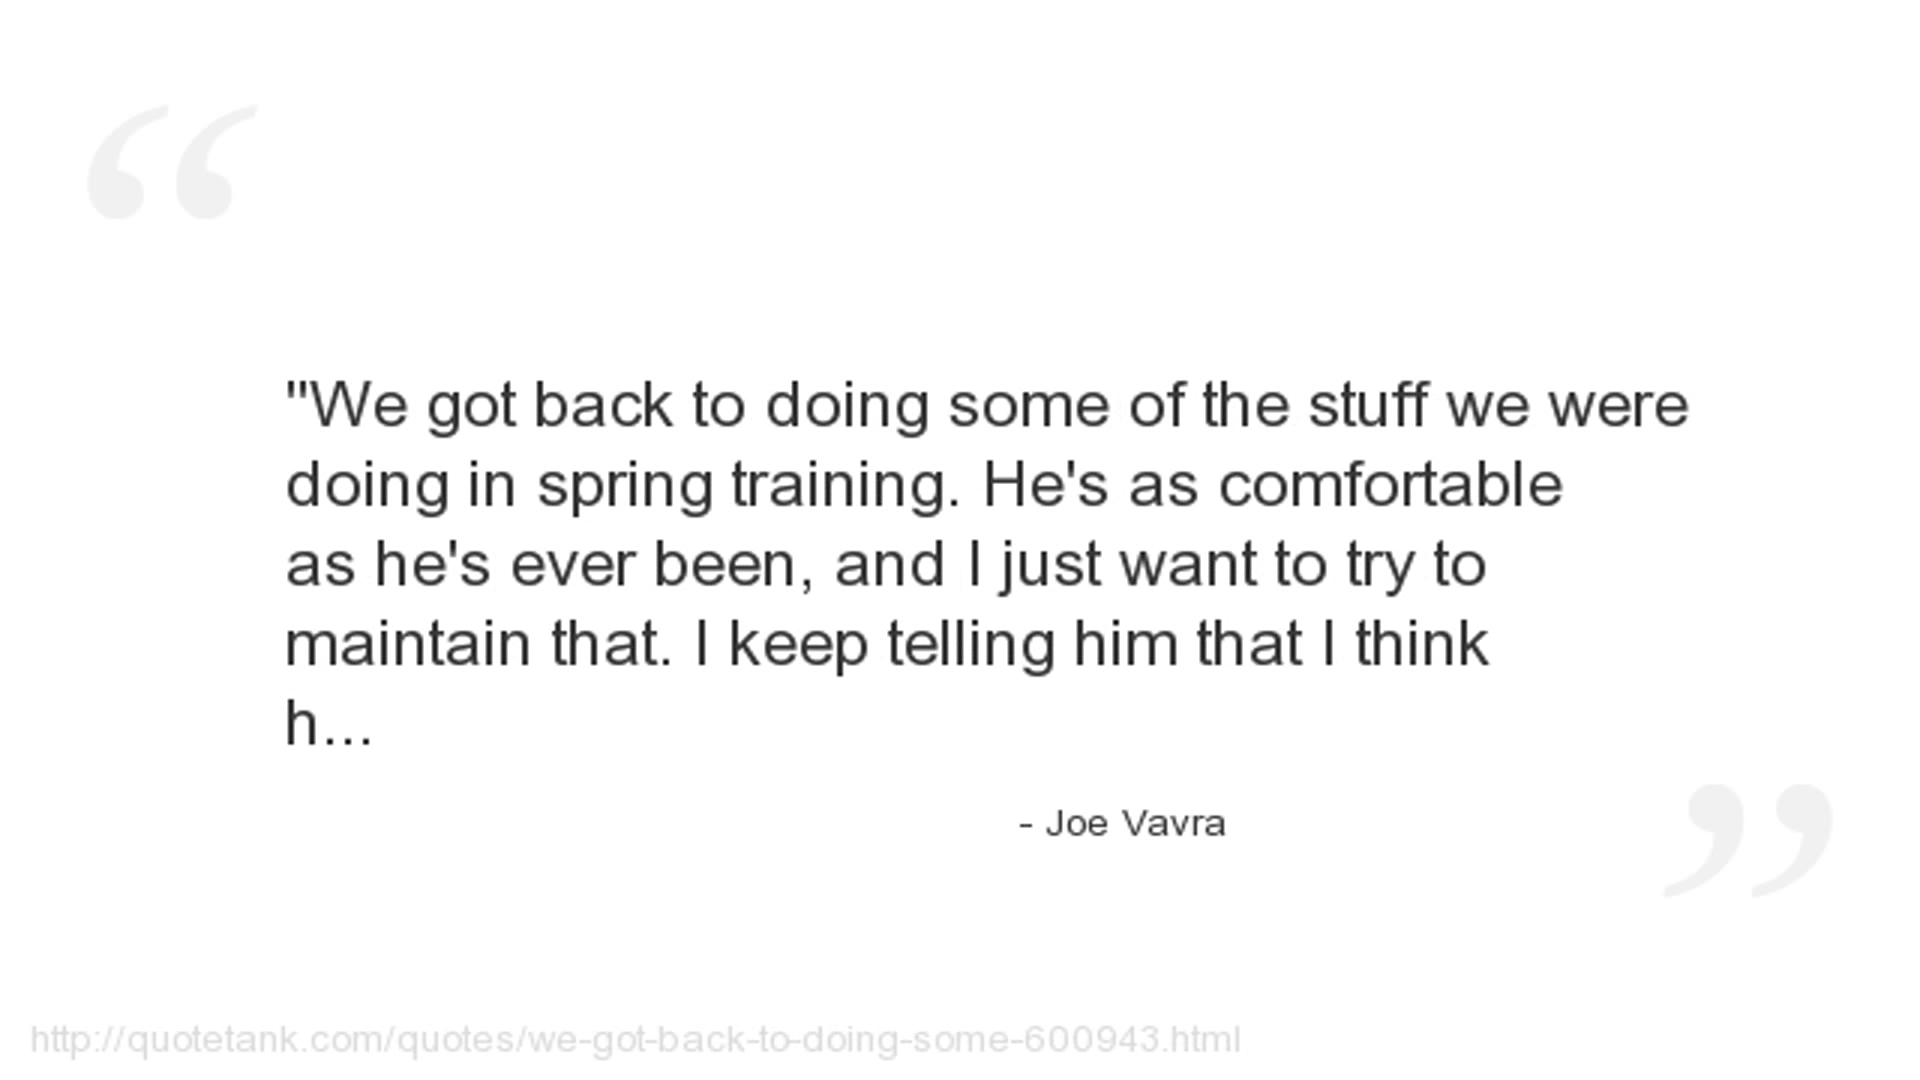 "We got back to doing some of the stuff we were
doing in spring training. He's as comfortable
as he's ever been, and I just want to try to
maintain that. I keep telling him that I think
h...
- Joe Vavra
http://quotetank.com/quotes/we-got-back-to-doing-some-600943.html